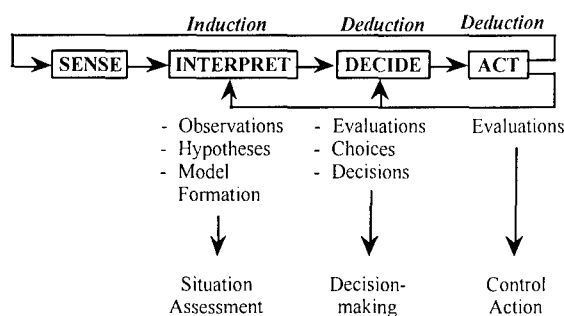 Induction Deduction Deduction
SENSE INTERPRET DECIDE ACT
- Observations - Evaluations Evaluations
- Hypotheses - Choices
- Model - Decisions
Formation
Situation Decision- Control
Assessment making Action